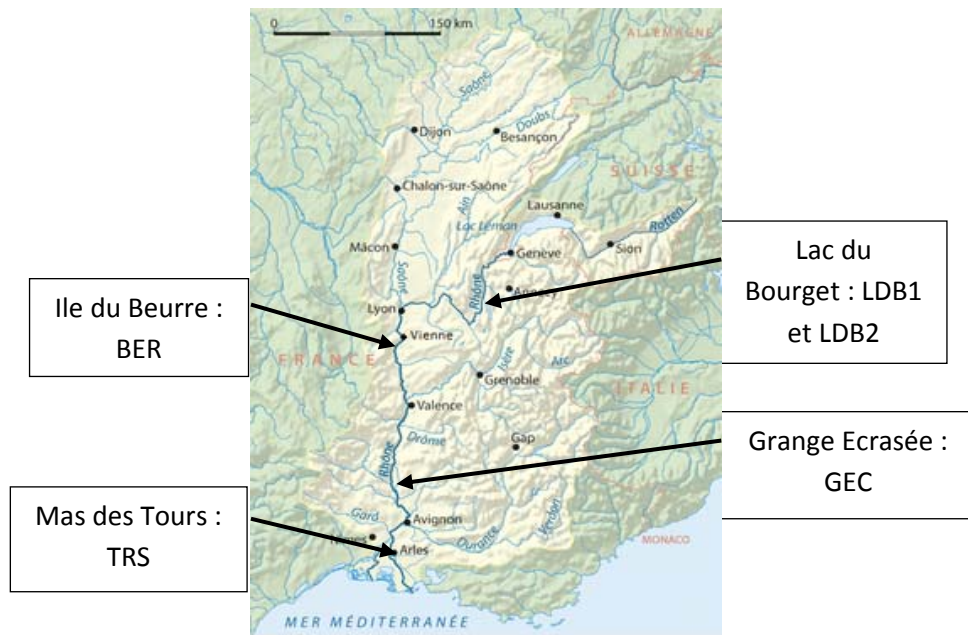 0 150 km
ALLEMAGNE
Saône
Doubs
Dijon
Besançon
SUISSE
Chalon-sur-Saône
Ain
Lausanne
Lac Léman
Rotten
Mâcon
Genève
Sion
Lac du
Bourget : LDB1
et LDB2
Saône
Rhône
Annecy
Ile du Beurre :
BER
Lyon
Vienne
FRANCE
Isère
Arc
Grenoble
ITALIE
Valence
Drôme
Gap
Grange Ecrasée :
GEC
Rhône
Mas des Tours :
TRS
Gard
Avignon
Durance
Verdon
Nîmes
Arles
MONACO
MER MÉDITERRANÉE